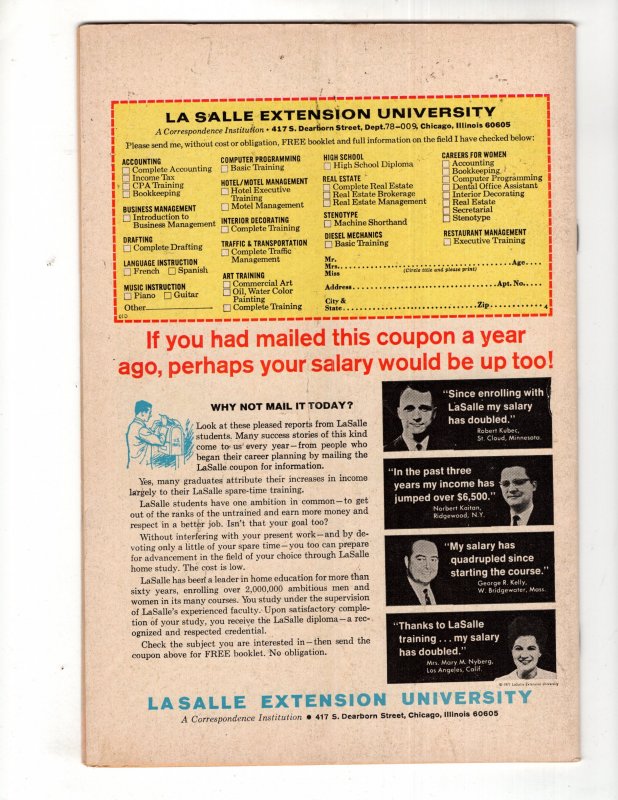 LA SALLE EXTENSION UNIVERSITY
A Correspondence Institution • 417 S. Dearborn Street, Dept. 78-009, Chicago, Illinois 60605
Please send me, without cost or obligation, FREE booklet and full information on the field I have checked below:
ACCOUNTING
Complete Accounting
Income Tax
CPA Training
Bookkeeping
BUSINESS MANAGEMENT
Introduction to
Business Management
DRAFTING
Complete Drafting
LANGUAGE INSTRUCTION
French Spanish
MUSIC INSTRUCTION
Piano Guitar
Other
COMPUTER PROGRAMMING
Basic Training
HOTEL/MOTEL MANAGEMENT
Hotel Executive
Training
Motel Management
INTERIOR DECORATING
Complete Training
TRAFFIC & TRANSPORTATION
Complete Traffic
Management
ART TRAINING
Commercial Art
Oil, Water Color
Painting
Complete Training
HIGH SCHOOL
High School Diploma
REAL ESTATE
Complete Real Estate
Real Estate Brokerage
Real Estate Management
STENOTYPE
Machine Shorthand
DIESEL MECHANICS
Basic Training
CAREERS FOR WOMEN
Accounting
Bookkeeping
Computer Programming
Dental Office Assistant
Interior Decorating
Real Estate
Secretarial
Stenotype
RESTAURANT MANAGEMENT
Executive Training
Mr.
Mrs. Age
Miss (Circle title and please print)
Address Apt. No.
City &
State Zip 4
If you had mailed this coupon a year
ago, perhaps your salary would be up too!
WHY NOT MAIL IT TODAY?
Look at these pleased reports from LaSalle
students. Many success stories of this kind
come to us every year—from people who
began their career planning by mailing the
LaSalle coupon for information.
Yes, many graduates attribute their increases in income
largely to their LaSalle spare-time training.
LaSalle students have one ambition in common—to get
out of the ranks of the untrained and earn more money and
respect in a better job. Isn't that your goal too?
Without interfering with your present work—and by de-
voting only a little of your spare time—you too can prepare
for advancement in the field of your choice through LaSalle
home study. The cost is low.
LaSalle has been a leader in home education for more than
sixty years, enrolling over 2,000,000 ambitious men and
women in its many courses. You study under the supervision
of LaSalle's experienced faculty. Upon satisfactory comple-
tion of your study, you receive the LaSalle diploma—a rec-
ognized and respected credential.
Check the subject you are interested in—then send the
coupon above for FREE booklet. No obligation.
"Since enrolling with
LaSalle my salary
has doubled."
Robert Kubec,
St. Cloud, Minnesota.
"In the past three
years my income has
jumped over $6,500."
Norbert Kaitan,
Ridgewood, N.Y.
"My salary has
quadrupled since
starting the course."
George R. Kelly,
W. Bridgewater, Mass.
"Thanks to LaSalle
training . . . my salary
has doubled."
Mrs. Mary M. Nyberg,
Los Angeles, Calif.
© 1971 LaSalle Extension University
LA SALLE EXTENSION UNIVERSITY
A Correspondence Institution • 417 S. Dearborn Street, Chicago, Illinois 60605